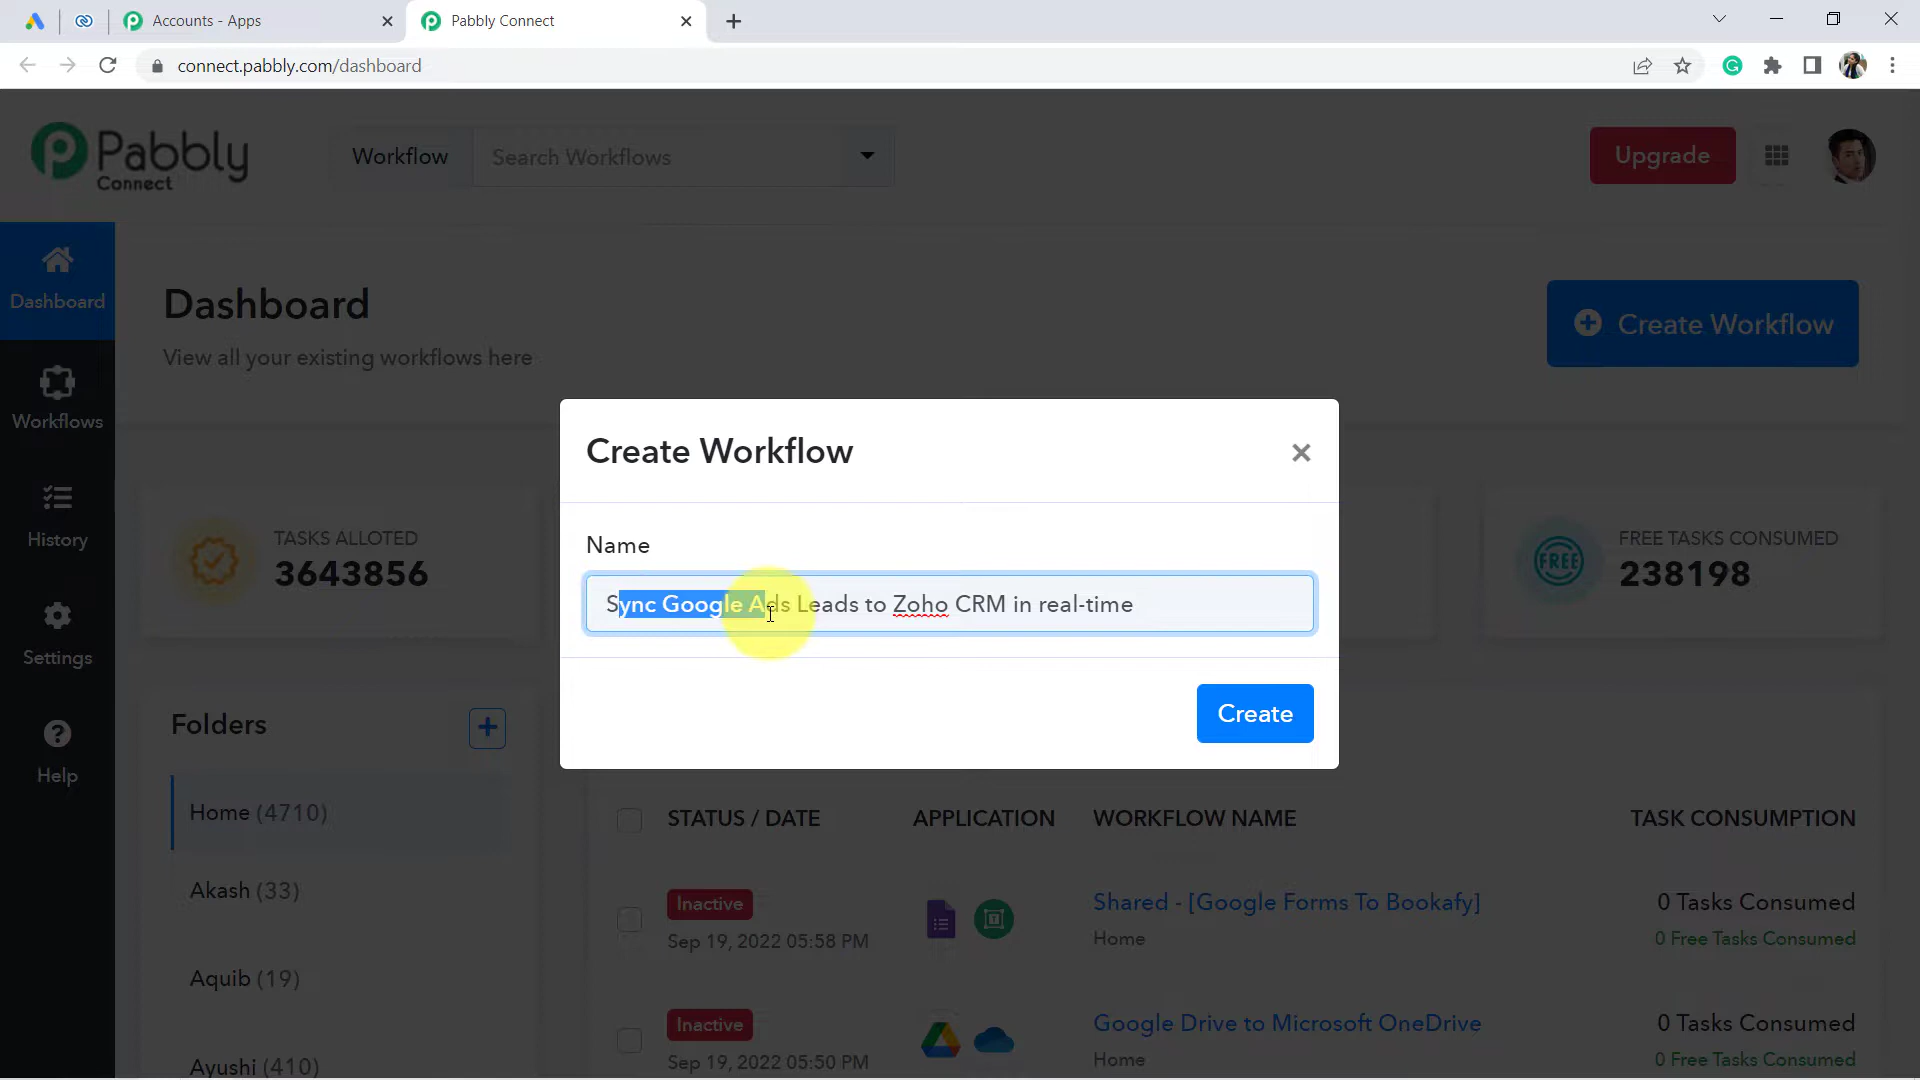 Accounts - Apps
Pabbly Connect
connect.pabbly.com/dashboard
Pabbly
Connect
Workflow
Search Workflows
Upgrade
Dashboard
Workflows
History
Settings
Help
Dashboard
View all your existing workflows here
Create Workflow
TASKS ALLOTED
3643856
FREE TASKS CONSUMED
238198
FREE
Create Workflow
Name
Sync Google Ads Leads to Zoho CRM in real-time
Create
Folders
Home (4710)
Akash (33)
Aquib (19)
Ayushi (410)
STATUS / DATE APPLICATION WORKFLOW NAME TASK CONSUMPTION
Inactive
Sep 19, 2022 05:58 PM
Shared - [Google Forms To Bookafy]
Home
0 Tasks Consumed
0 Free Tasks Consumed
Inactive
Sep 19, 2022 05:50 PM
Google Drive to Microsoft OneDrive
Home
0 Tasks Consumed
0 Free Tasks Consumed